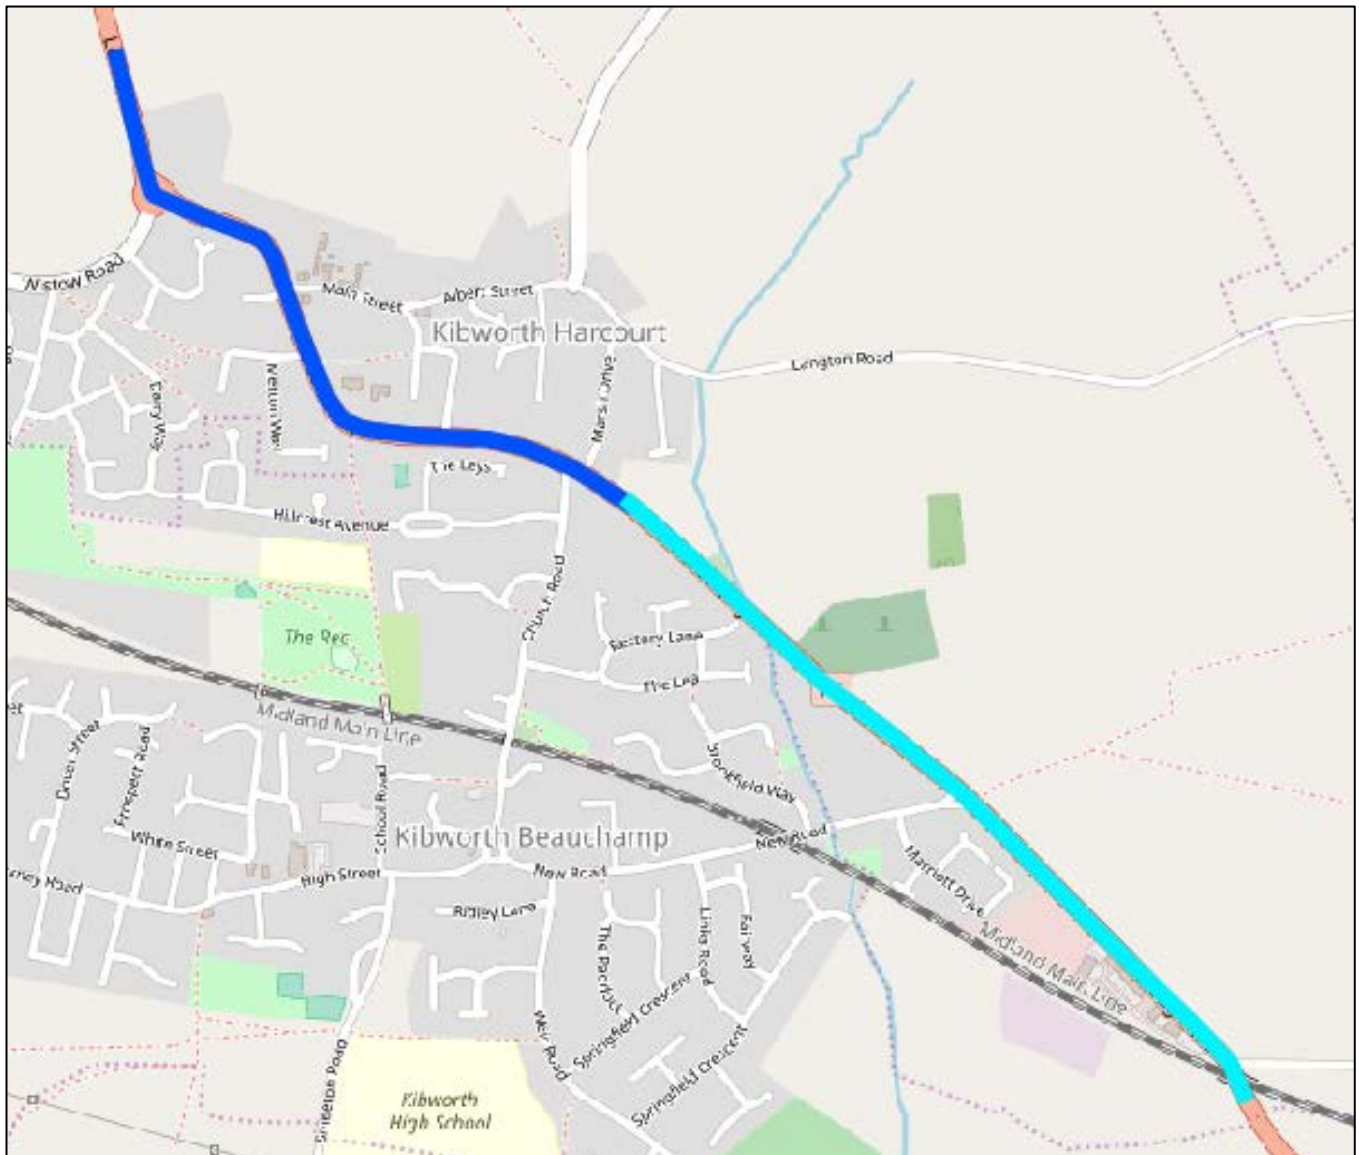 Wistow Road
Main Street
Albert Street
Kibworth Harcourt
Langton Road
Marsh Drive
Merton Way
The Leys
Hillcrest Avenue
Church Road
The Rec
Factory Lane
The Lea
Midland Main Line
Stonefield Way
Dover Street
Prospect Road
School Road
Kibworth Beauchamp
New Road
White Street
High Street
New Road
Marriott Drive
Ridley Lane
The Paddock
Links Road
Fairway
Midland Main Line
Springfield Crescent
Weir Road
Springfield Crescent
Smeeton Road
Kibworth
High School